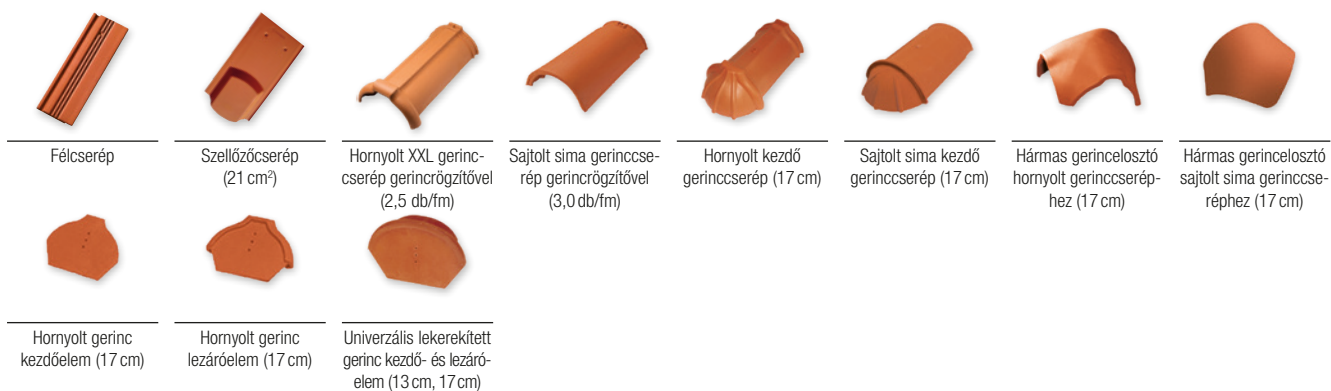 Félcserép
Szellőzőcserép
(21 cm²)
Hornyolt XXL gerinc-
cserép gerincrögzítővel
(2,5 db/fm)
Sajtolt sima gerinccse-
rép gerincrögzítővel
(3,0 db/fm)
Hornyolt kezdő
gerinccserép (17 cm)
Sajtolt sima kezdő
gerinccserép (17 cm)
Hármas gerincelosztó
hornyolt gerinccserép-
hez (17 cm)
Hármas gerincelosztó
sajtolt sima gerinccse-
réphez (17 cm)
Hornyolt gerinc
kezdőelem (17 cm)
Hornyolt gerinc
lezáróelem (17 cm)
Univerzális lekerekített
gerinc kezdő- és lezáró-
elem (13 cm, 17 cm)